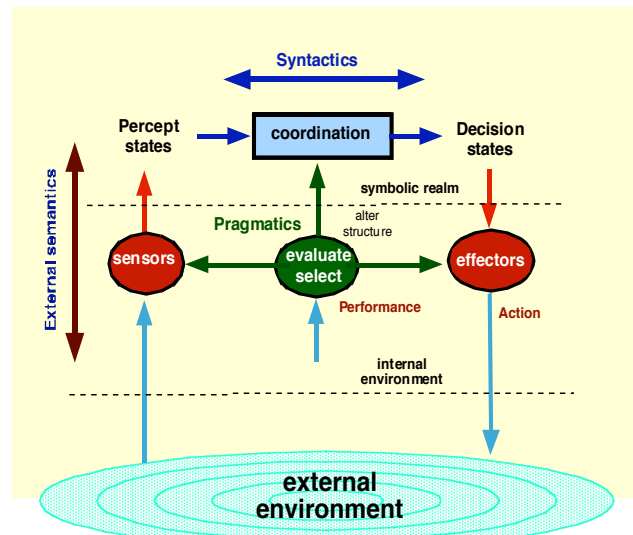 Syntactics
Percept
states
coordination
Decision
states
symbolic realm
External semantics
Pragmatics
alter
structure
sensors
evaluate
select
effectors
Performance
Action
internal
environment
external
environment